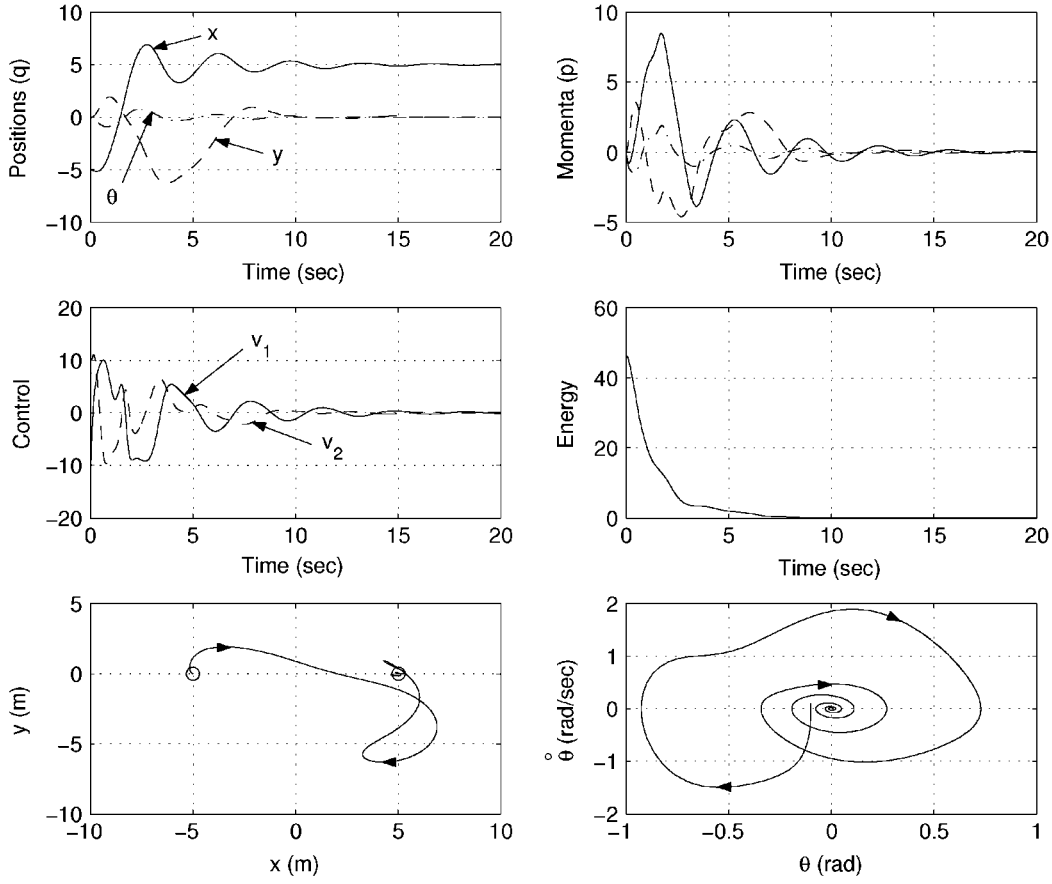 10
5
0
−5
−10
Positions (q)
x
θ
y
0 5 10 15 20
Time (sec)
10
5
0
−5
Momenta (p)
0 5 10 15 20
Time (sec)
20
10
0
−10
−20
Control
v1
v2
0 5 10 15 20
Time (sec)
60
40
20
0
Energy
0 5 10 15 20
Time (sec)
5
0
−5
−10
y (m)
−10 −5 0 5 10
x (m)
2
1
0
−1
−2
θ̊ (rad/sec)
−1 −0.5 0 0.5 1
θ (rad)